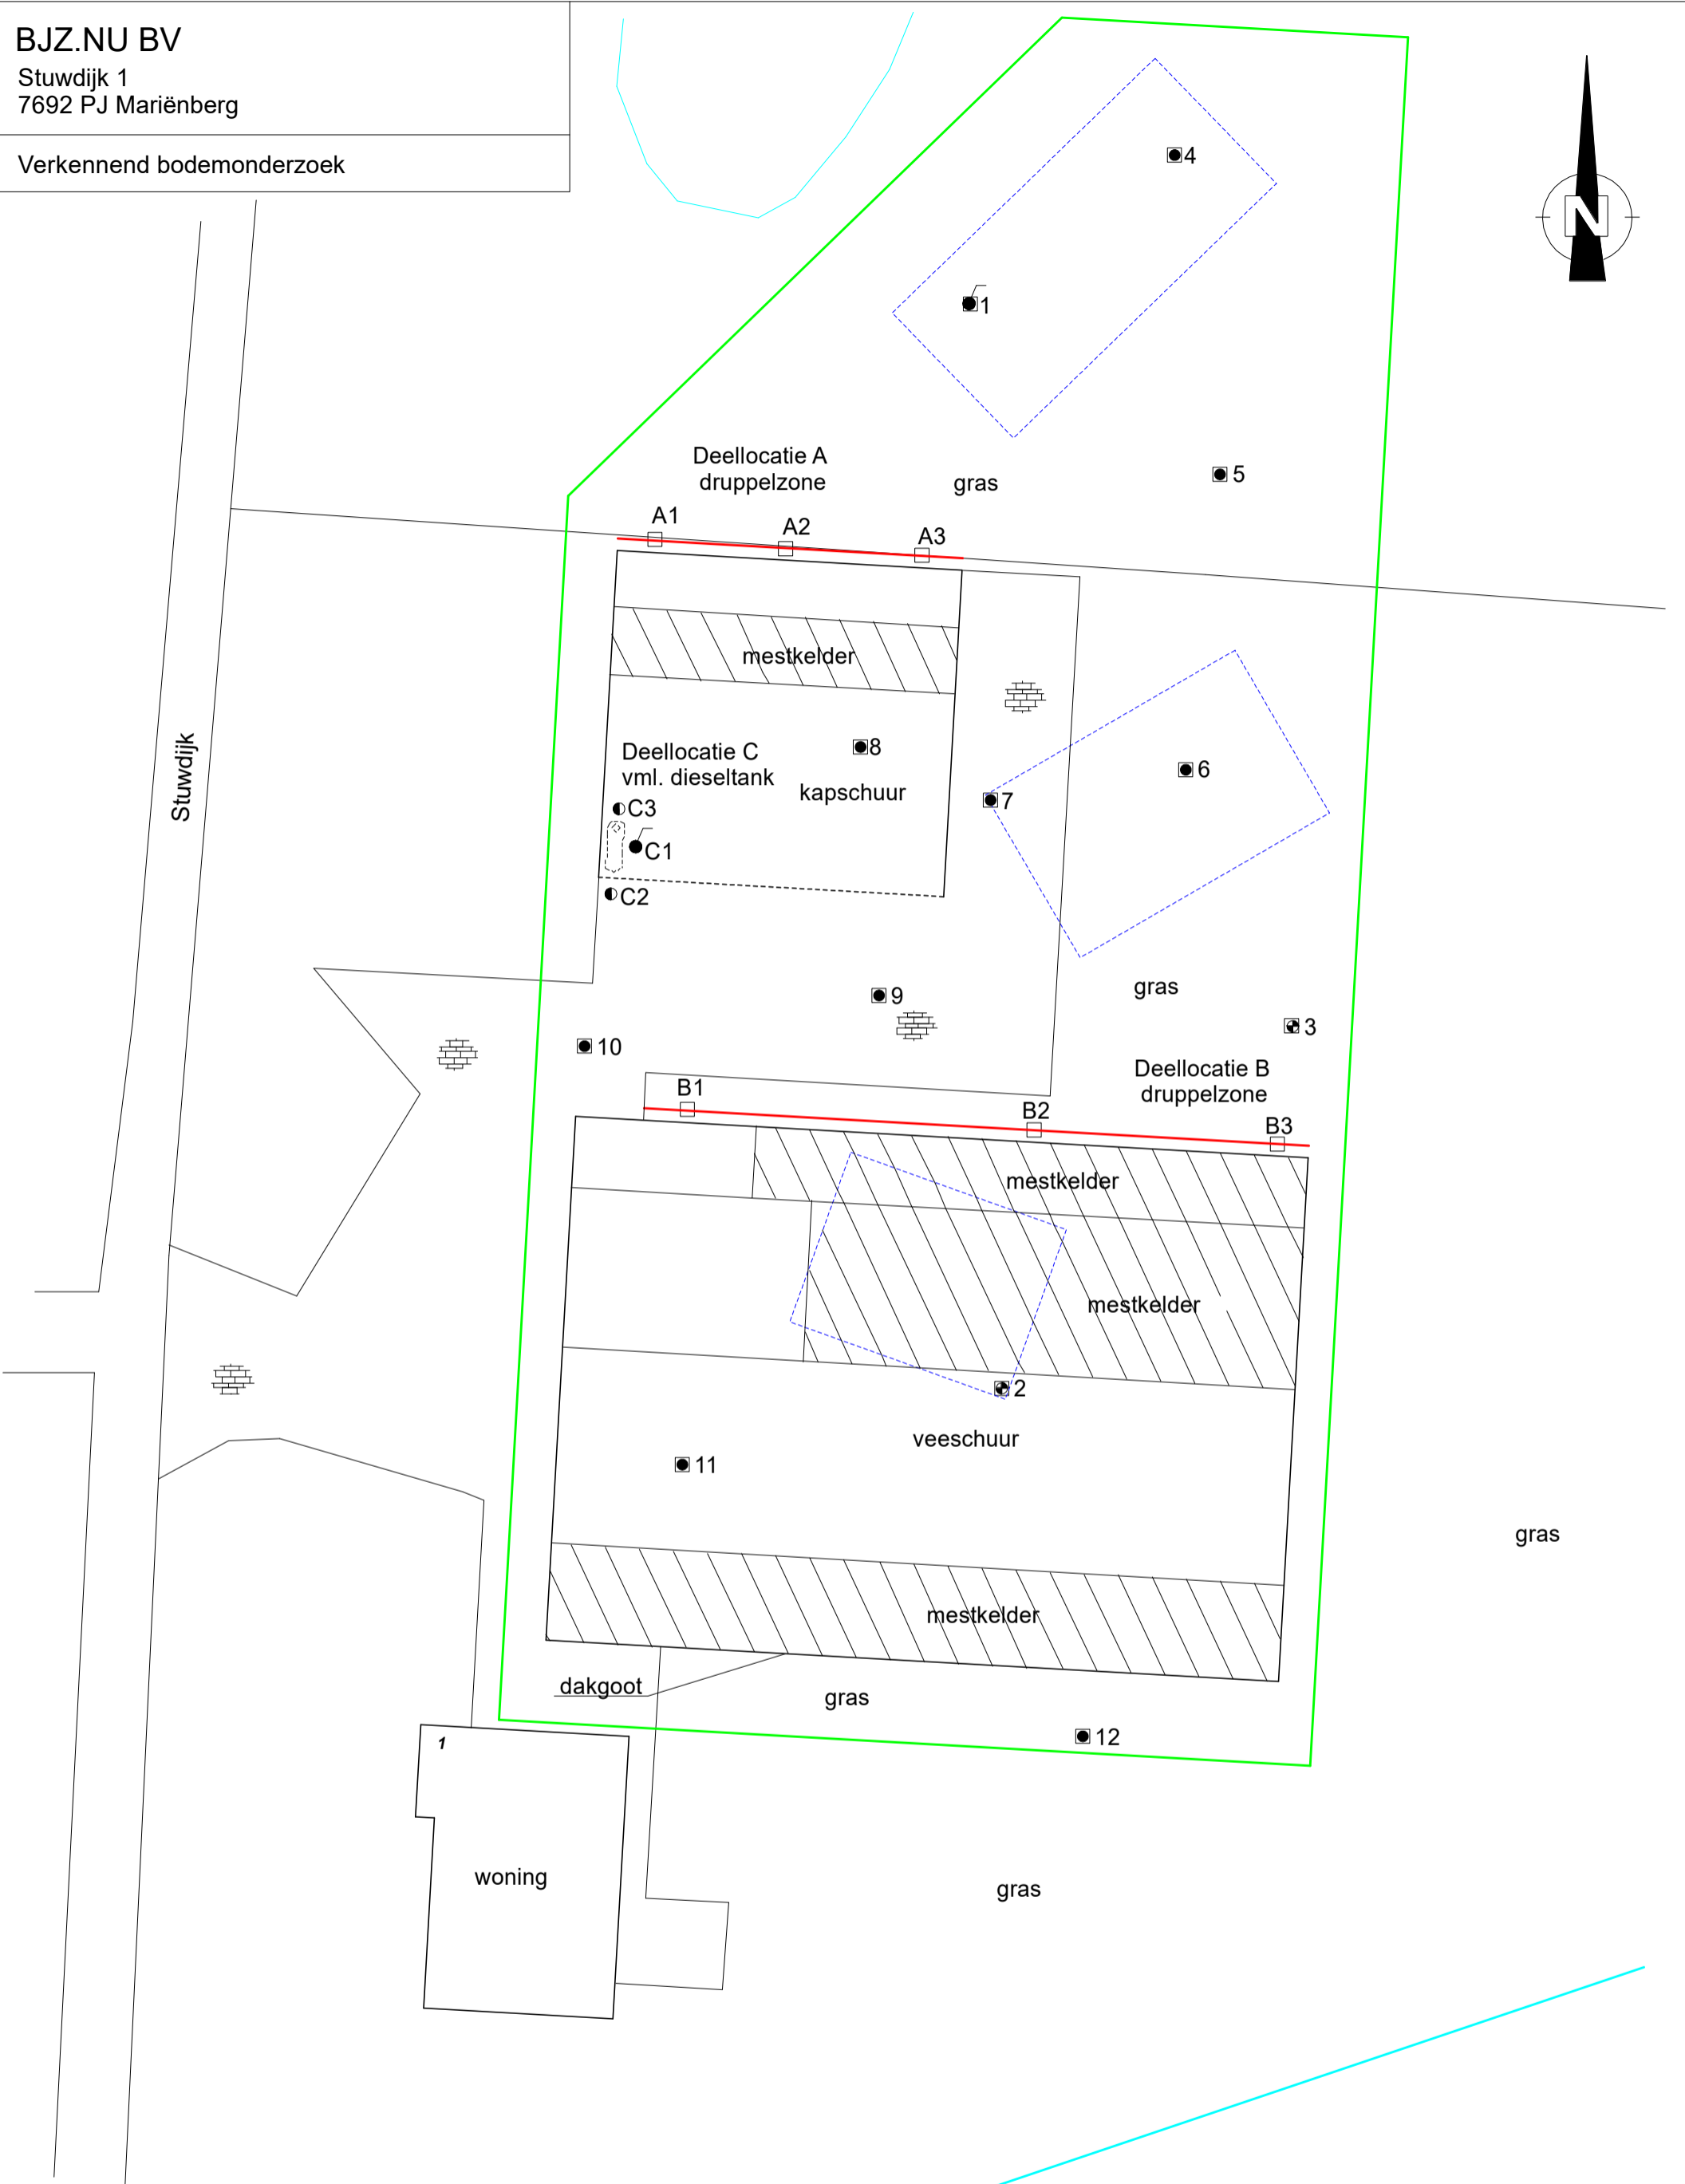 BJZ.NU BV
Stuwdijk 1
7692 PJ Mariënberg
Verkennend bodemonderzoek
N
4
1
Deellocatie A
druppelzone
gras
5
A1
A2
A3
mestkelder
Stuwdijk
Deellocatie C
vml. dieseltank
8
kapschuur
6
7
C3
C1
C2
gras
9
3
10
Deellocatie B
druppelzone
B1
B2
B3
mestkelder
mestkelder
2
veeschuur
11
gras
mestkelder
dakgoot
gras
12
1
woning
gras